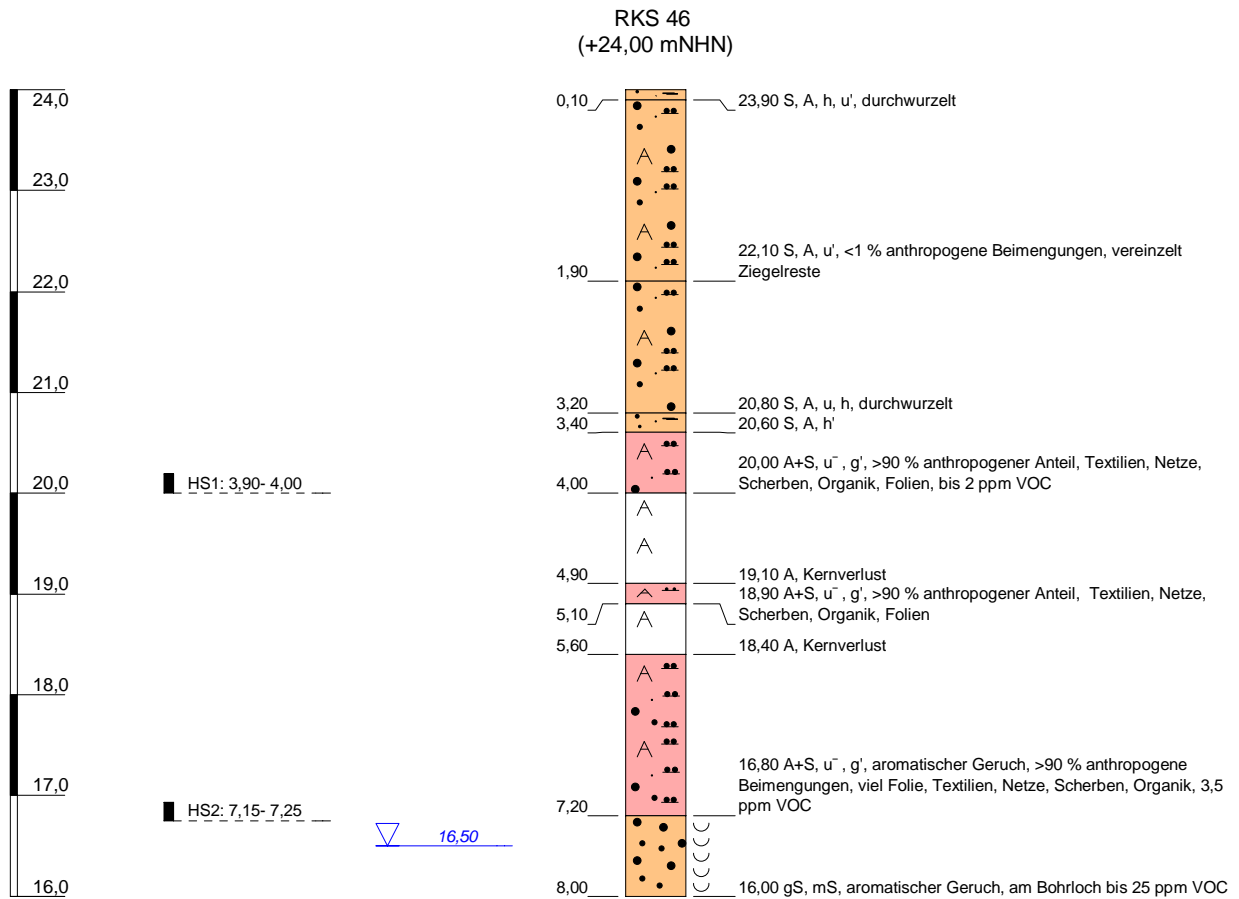 RKS 46
(+24,00 mNHN)
24,0
0,10
23,90 S, A, h, u', durchwurzelt
23,0
22,10 S, A, u', <1 % anthropogene Beimengungen, vereinzelt
Ziegelreste
1,90
22,0
21,0
3,20
20,80 S, A, u, h, durchwurzelt
3,40
20,60 S, A, h'
20,00 A+S, u¯, g', >90 % anthropogener Anteil, Textilien, Netze,
Scherben, Organik, Folien, bis 2 ppm VOC
20,0
HS1: 3,90- 4,00
4,00
4,90
19,10 A, Kernverlust
19,0
18,90 A+S, u¯, g', >90 % anthropogener Anteil, Textilien, Netze,
Scherben, Organik, Folien
5,10
5,60
18,40 A, Kernverlust
18,0
16,80 A+S, u¯, g', aromatischer Geruch, >90 % anthropogene
Beimengungen, viel Folie, Textilien, Netze, Scherben, Organik, 3,5
ppm VOC
17,0
HS2: 7,15- 7,25
7,20
16,50
16,0
8,00
16,00 gS, mS, aromatischer Geruch, am Bohrloch bis 25 ppm VOC
A
A
A
A
A
A
A
A
A
A